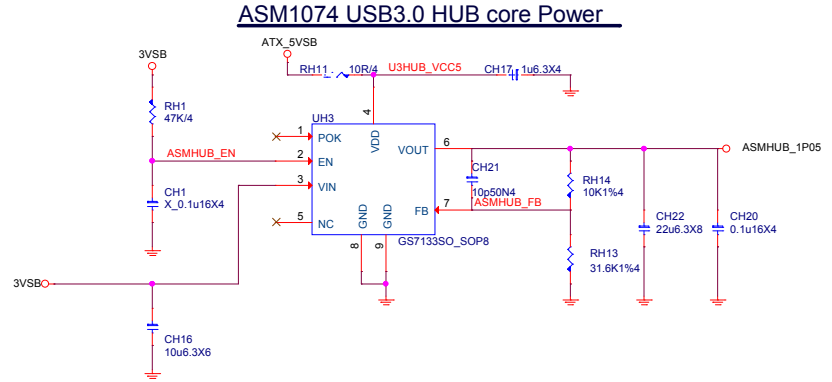 ASM1074 USB3.0 HUB core Power
3VSB
ATX_5VSB
RH11
10R/4
U3HUB_VCC5
CH17
1u6.3X4
RH1
47K/4
UH3
4
1
POK
VDD
VOUT
6
ASMHUB_1P05
ASMHUB_EN
2
EN
CH21
10p50N4
RH14
10K1%4
3
VIN
CH1
X_0.1u16X4
ASMHUB_FB
FB
7
5
NC
GND
GND
CH22
22u6.3X8
CH20
0.1u16X4
8
9
GS7133SO_SOP8
RH13
31.6K1%4
3VSB
CH16
10u6.3X6